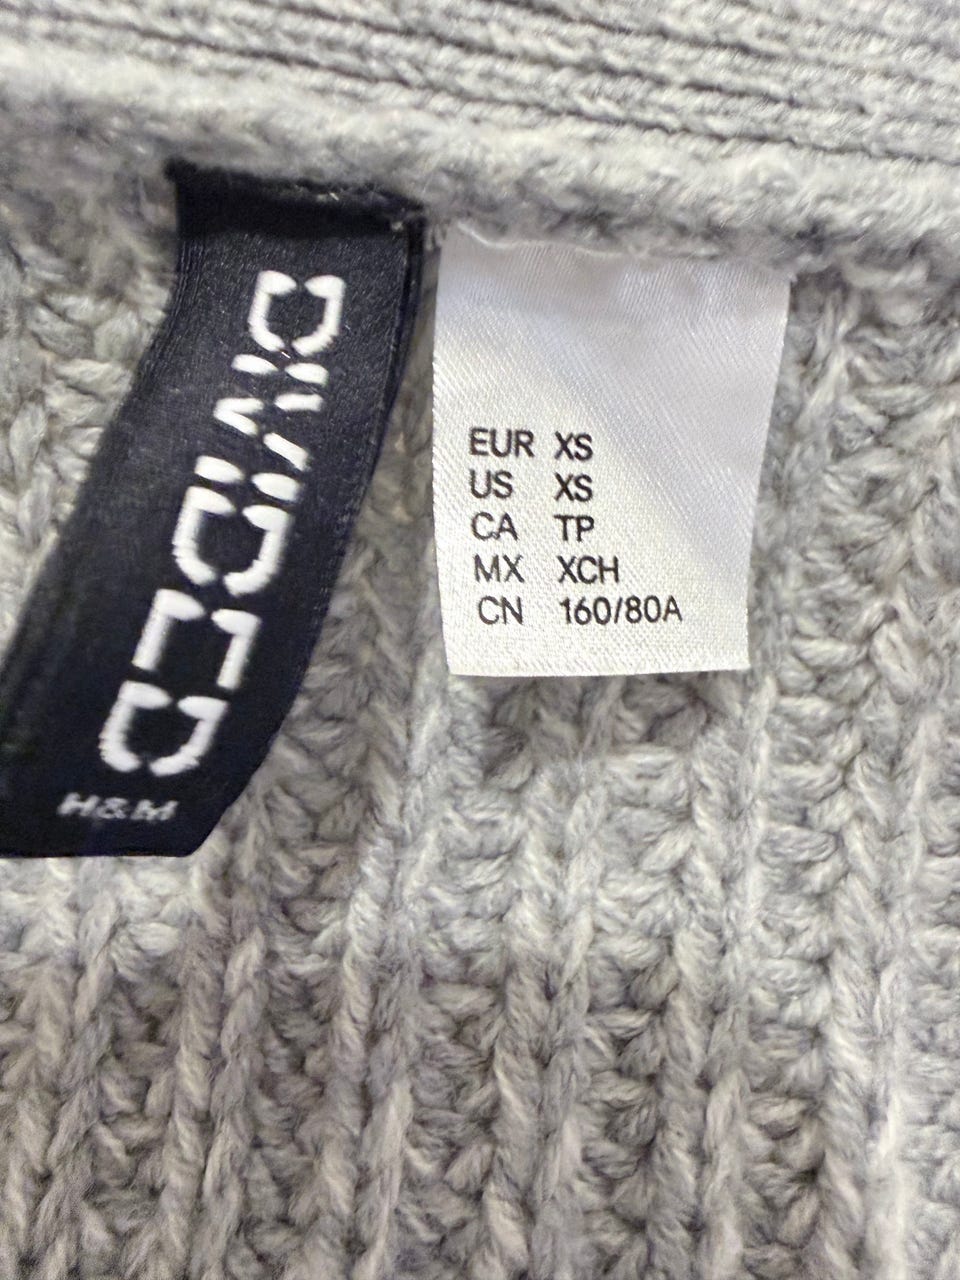 DIVIDED
H&M
EUR XS
US XS
CA TP
MX XCH
CN 160/80A